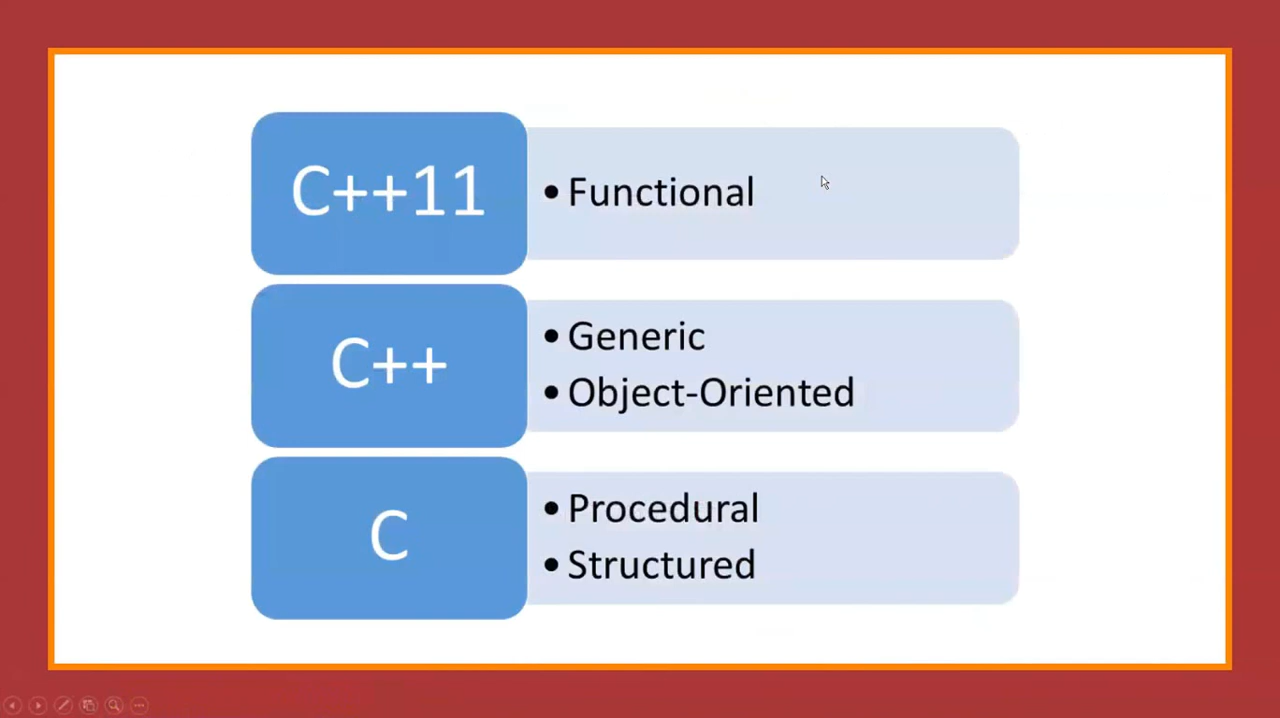 C++11
• Functional
C++
• Generic
• Object-Oriented
C
• Procedural
• Structured